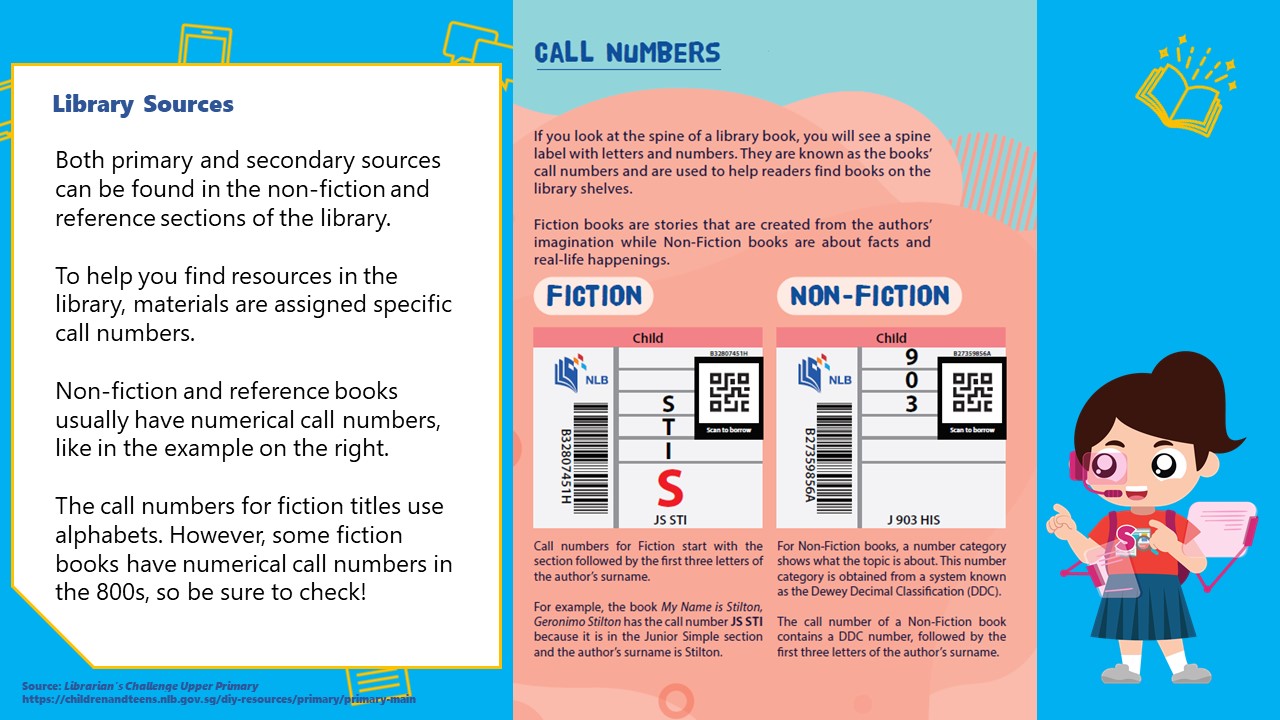 Library Sources
Both primary and secondary sources
can be found in the non-fiction and
reference sections of the library.
To help you find resources in the
library, materials are assigned specific
call numbers.
Non-fiction and reference books
usually have numerical call numbers,
like in the example on the right.
The call numbers for fiction titles use
alphabets. However, some fiction
books have numerical call numbers in
the 800s, so be sure to check!
Source: Librarian's Challenge Upper Primary
https://childrenandteens.nlb.gov.sg/diy-resources/primary/primary-main
CALL NUMBERS
If you look at the spine of a library book, you will see a spine
label with letters and numbers. They are known as the books'
call numbers and are used to help readers find books on the
library shelves.
Fiction books are stories that are created from the authors'
imagination while Non-Fiction books are about facts and
real-life happenings.
FICTION
Child
B32807451H
NLB
B32807451H
S
T
I
S
Scan to borrow
JS STI
Call numbers for Fiction start with the
section followed by the first three letters of
the author's surname.
For example, the book My Name is Stilton,
Geronimo Stilton has the call number JS STI
because it is in the Junior Simple section
and the author's surname is Stilton.
NON-FICTION
Child
B27359856A
NLB
B27359856A
9
0
3
Scan to borrow
J 903 HIS
For Non-Fiction books, a number category
shows what the topic is about. This number
category is obtained from a system known
as the Dewey Decimal Classification (DDC).
The call number of a Non-Fiction book
contains a DDC number, followed by the
first three letters of the author's surname.